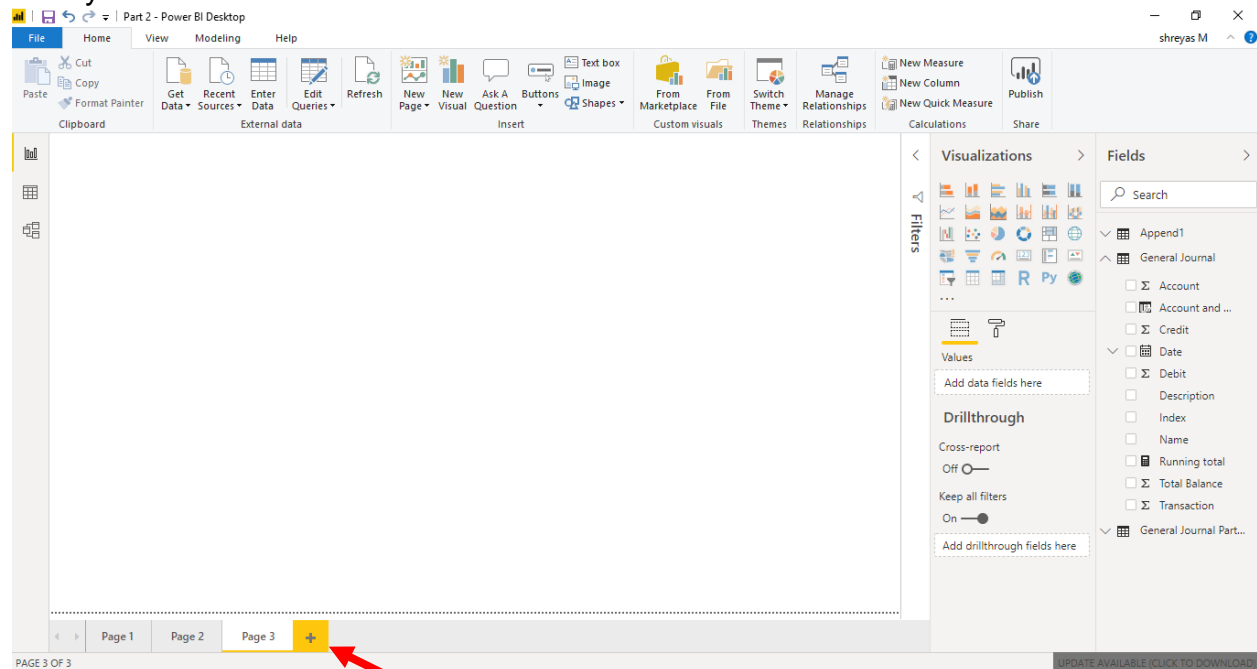 Part 2 - Power BI Desktop
File Home View Modeling Help shreyas M
Paste
Cut
Copy
Format Painter
Clipboard
Get Data
Recent Sources
Enter Data
Edit Queries
Refresh
External data
New Page
New Visual
Ask A Question
Buttons
Text box
Image
Shapes
Insert
From Marketplace
From File
Custom visuals
Switch Theme
Themes
Manage Relationships
Relationships
New Measure
New Column
New Quick Measure
Calculations
Publish
Share
Filters
Visualizations
R Py
123
...
Values
Add data fields here
Drillthrough
Cross-report
Off
Keep all filters
On
Add drillthrough fields here
Fields
Search
Append1
General Journal
Σ Account
Account and ...
Σ Credit
Date
Σ Debit
Description
Index
Name
Running total
Σ Total Balance
Σ Transaction
General Journal Part...
Page 1 Page 2 Page 3 +
PAGE 3 OF 3
UPDATE AVAILABLE (CLICK TO DOWNLOAD)